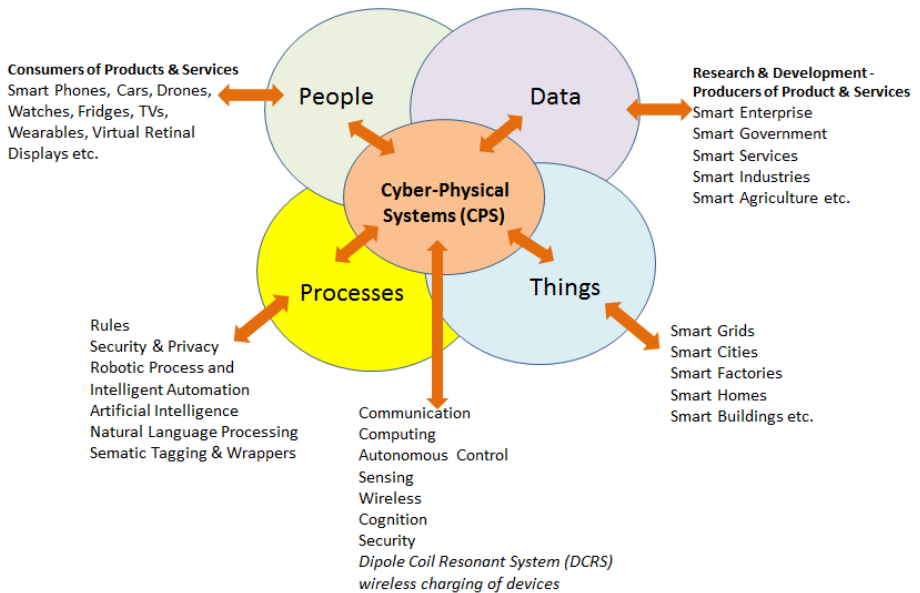 Consumers of Products & Services
Smart Phones, Cars, Drones,
Watches, Fridges, TVs,
Wearables, Virtual Retinal
Displays etc.
People
Data
Research & Development -
Producers of Product & Services
Smart Enterprise
Smart Government
Smart Services
Smart Industries
Smart Agriculture etc.
Cyber-Physical
Systems (CPS)
Processes
Things
Rules
Security & Privacy
Robotic Process and
Intelligent Automation
Artificial Intelligence
Natural Language Processing
Sematic Tagging & Wrappers
Communication
Computing
Autonomous Control
Sensing
Wireless
Cognition
Security
Dipole Coil Resonant System (DCRS)
wireless charging of devices
Smart Grids
Smart Cities
Smart Factories
Smart Homes
Smart Buildings etc.